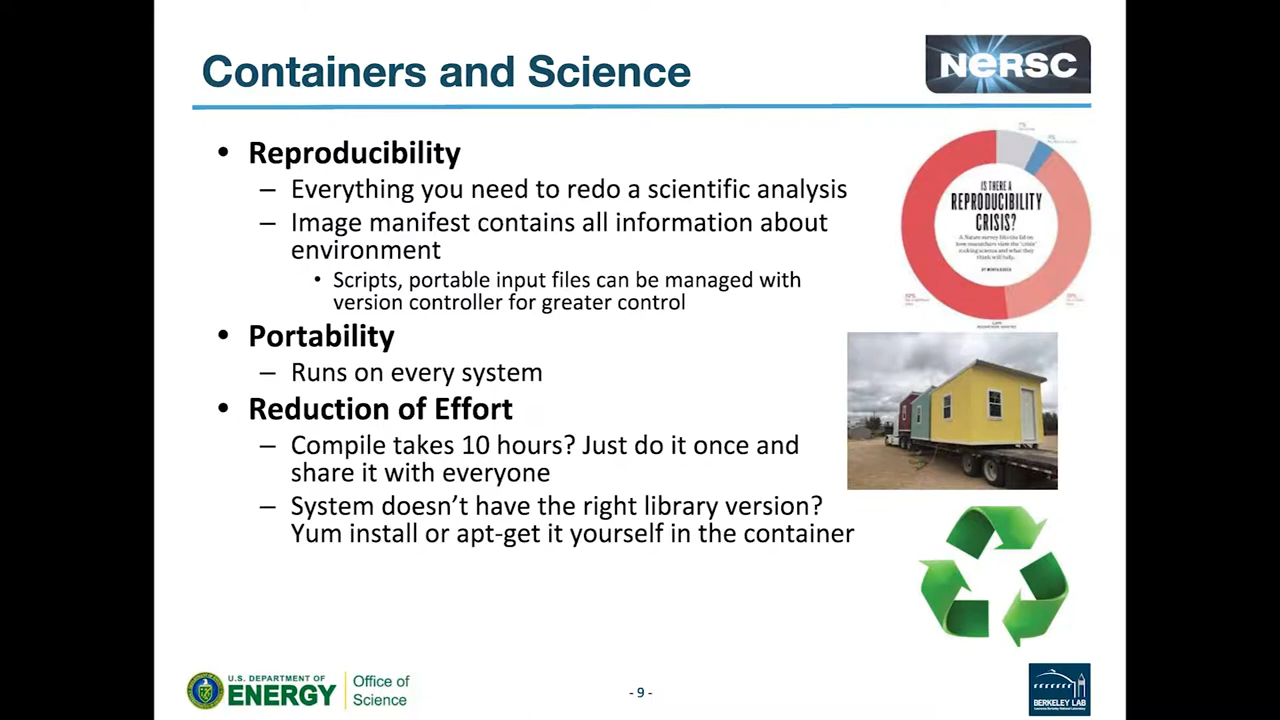 Containers and Science
NERSC
• Reproducibility
– Everything you need to redo a scientific analysis
– Image manifest contains all information about
environment
• Scripts, portable input files can be managed with
version controller for greater control
• Portability
– Runs on every system
• Reduction of Effort
– Compile takes 10 hours? Just do it once and
share it with everyone
– System doesn’t have the right library version?
Yum install or apt-get it yourself in the container
IS THERE A
REPRODUCIBILITY
CRISIS?
U.S. DEPARTMENT OF
ENERGY
Office of
Science
- 9 -
BERKELEY LAB